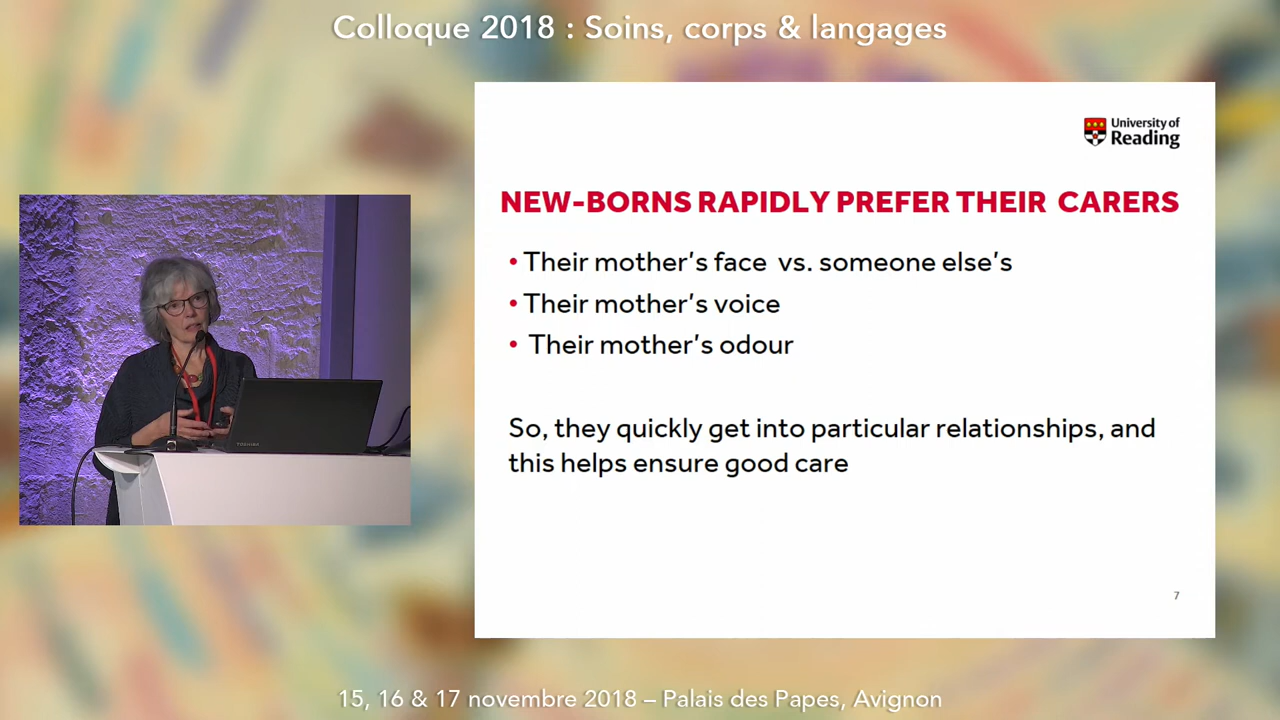 Colloque 2018 : Soins, corps & langages
University of
Reading
NEW-BORNS RAPIDLY PREFER THEIR CARERS
• Their mother's face vs. someone else's
• Their mother's voice
• Their mother's odour
So, they quickly get into particular relationships, and
this helps ensure good care
TOSHIBA
7
15, 16 & 17 novembre 2018 – Palais des Papes, Avignon